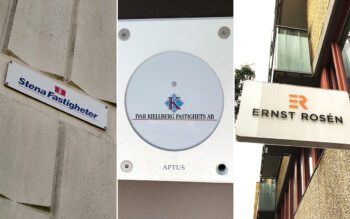 Stena Fastigheter
K
IVAR KJELLBERG FASTIGHETS AB
APTUS
ER
ERNST ROSÉN